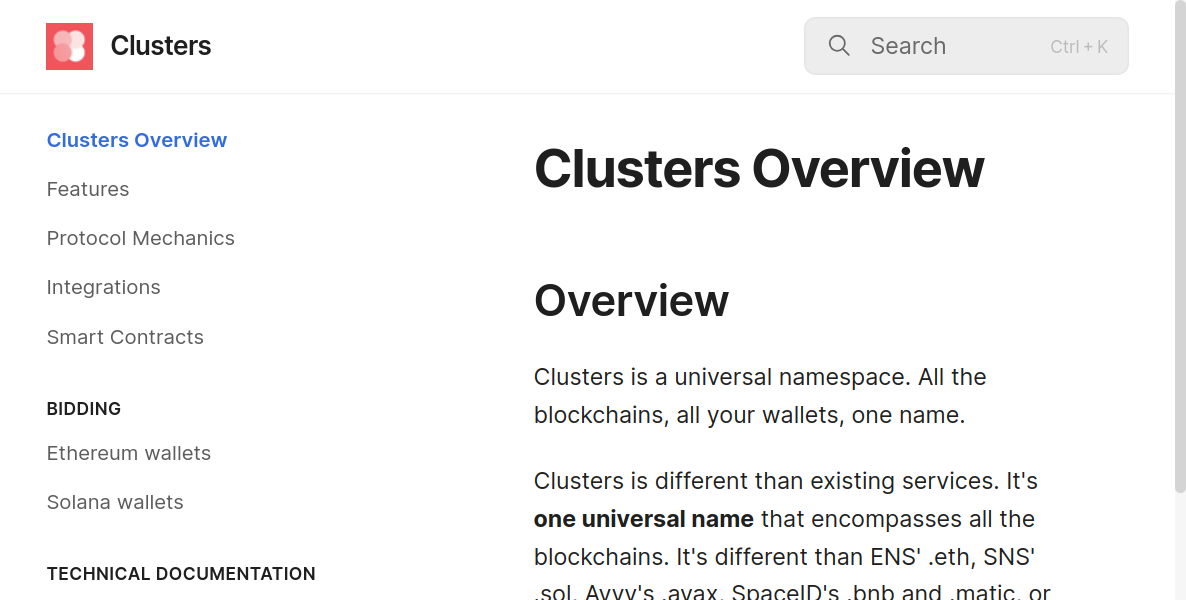 Clusters
Search
Ctrl + K
Clusters Overview
Features
Protocol Mechanics
Integrations
Smart Contracts
BIDDING
Ethereum wallets
Solana wallets
TECHNICAL DOCUMENTATION
Clusters Overview
Overview
Clusters is a universal namespace. All the
blockchains, all your wallets, one name.
Clusters is different than existing services. It's
one universal name that encompasses all the
blockchains. It's different than ENS' .eth, SNS'
.sol, Avvy's .avax, SpaceID's .bnb and .matic, or